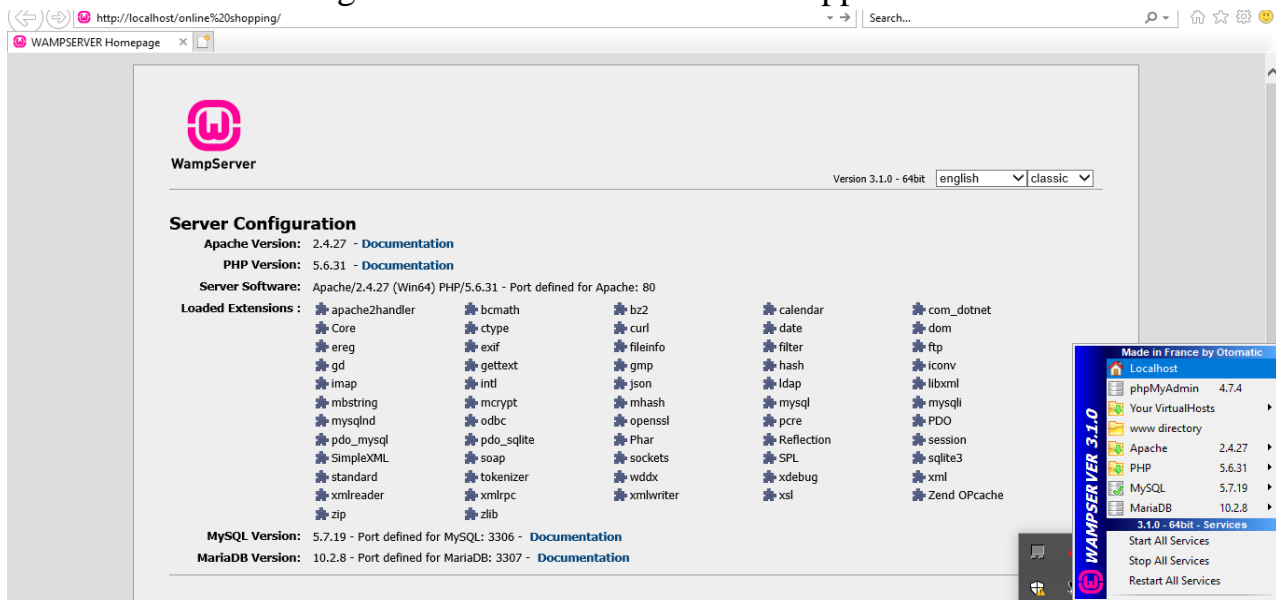 http://localhost/online%20shopping/
Search...
WAMPSERVER Homepage
WampServer
Version 3.1.0 - 64bit english classic
Server Configuration
Apache Version: 2.4.27 - Documentation
PHP Version: 5.6.31 - Documentation
Server Software: Apache/2.4.27 (Win64) PHP/5.6.31 - Port defined for Apache: 80
Loaded Extensions : apache2handler bcmath bz2 calendar com_dotnet
Core ctype curl date dom
ereg exif fileinfo filter ftp
gd gettext gmp hash iconv
imap intl json ldap libxml
mbstring mcrypt mhash mysql mysqli
mysqlnd odbc openssl pcre PDO
pdo_mysql pdo_sqlite Phar Reflection session
SimpleXML soap sockets SPL sqlite3
standard tokenizer wddx xdebug xml
xmlreader xmlrpc xmlwriter xsl Zend OPcache
zip zlib
MySQL Version: 5.7.19 - Port defined for MySQL: 3306 - Documentation
MariaDB Version: 10.2.8 - Port defined for MariaDB: 3307 - Documentation
WAMPSERVER 3.1.0
Made in France by Otomatic
Localhost
phpMyAdmin 4.7.4
Your VirtualHosts
www directory
Apache 2.4.27
PHP 5.6.31
MySQL 5.7.19
MariaDB 10.2.8
3.1.0 - 64bit - Services
Start All Services
Stop All Services
Restart All Services